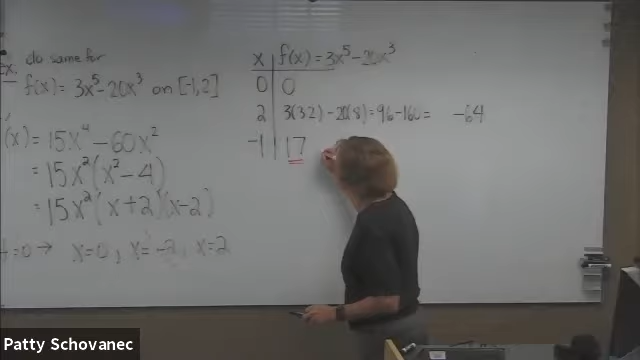 Ex: do same for
f(x) = 3x⁵ - 20x³ on [-1,2]
'(x) = 15x⁴ - 60x²
= 15x²(x² - 4)
= 15x²(x+2)(x-2)
=0 → x=0, x=-2, x=2
x | f(x) = 3x⁵ - 20x³
0 | 0
2 | 3(32) - 20(8) = 96 - 160 = -64
-1 | 17
Patty Schovanec